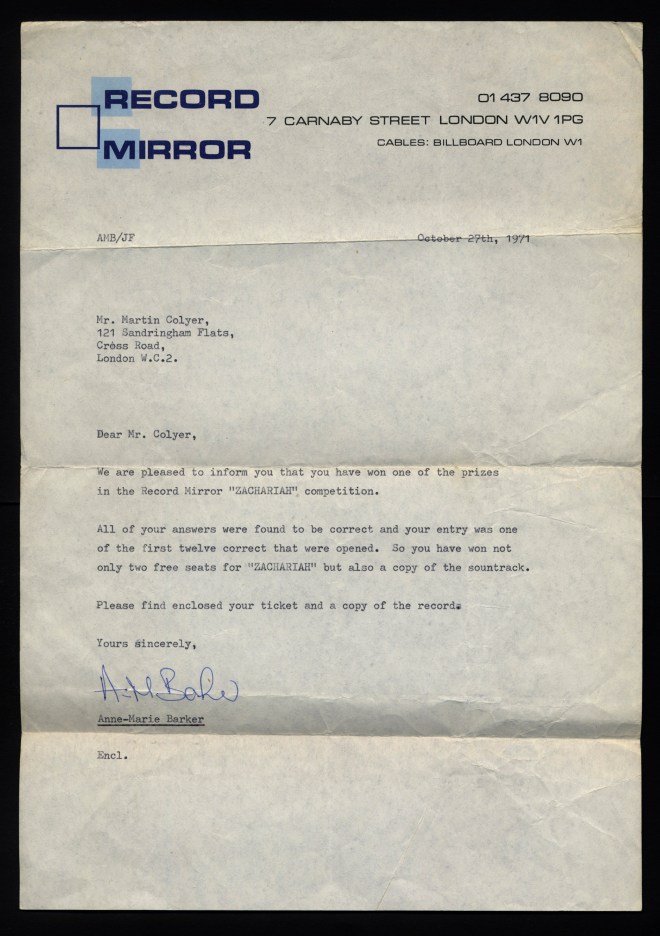 RECORD
MIRROR
01 437 8090
7 CARNABY STREET LONDON W1V 1PG
CABLES: BILLBOARD LONDON W1
AMB/JF
October 27th, 1971
Mr. Martin Colyer,
121 Sandringham Flats,
Cross Road,
London W.C.2.
Dear Mr. Colyer,
We are pleased to inform you that you have won one of the prizes
in the Record Mirror "ZACHARIAH" competition.
All of your answers were found to be correct and your entry was one
of the first twelve correct that were opened. So you have won not
only two free seats for "ZACHARIAH" but also a copy of the sountrack.
Please find enclosed your ticket and a copy of the record.
Yours sincerely,
A-M Barker
Anne-Marie Barker
Encl.